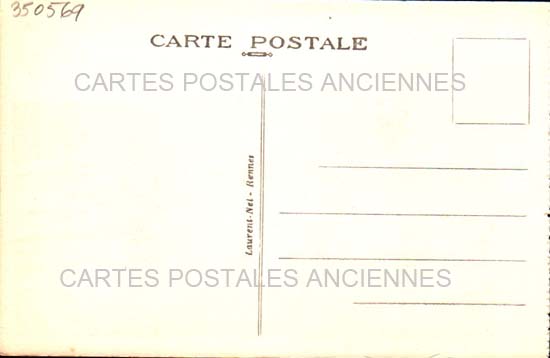 350569
CARTE POSTALE
CARTES POSTALES ANCIENNES
Laurent-Nel - Rennes
CARTES POSTALES ANCIENNES